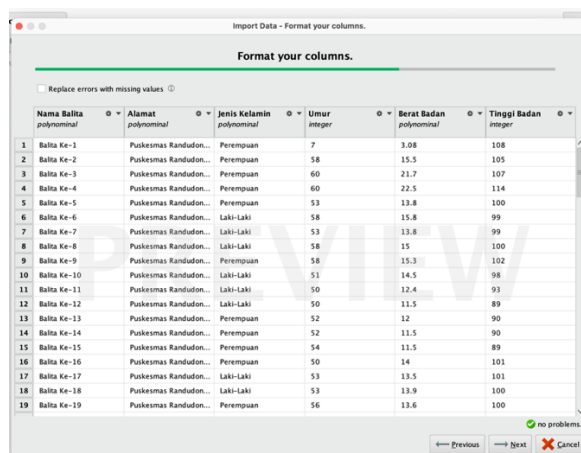 Import Data - Format your columns.
Format your columns.
Replace errors with missing values
Nama Balita Alamat Jenis Kelamin Umur Berat Badan Tinggi Badan
polynominal polynominal polynominal integer polynominal integer
1 Balita Ke-1 Puskesmas Randudon... Perempuan 7 3.08 108
2 Balita Ke-2 Puskesmas Randudon... Perempuan 58 15.5 105
3 Balita Ke-3 Puskesmas Randudon... Perempuan 60 21.7 107
4 Balita Ke-4 Puskesmas Randudon... Perempuan 60 22.5 114
5 Balita Ke-5 Puskesmas Randudon... Perempuan 53 13.8 100
6 Balita Ke-6 Puskesmas Randudon... Laki-Laki 58 15.8 99
7 Balita Ke-7 Puskesmas Randudon... Laki-Laki 53 13.8 99
8 Balita Ke-8 Puskesmas Randudon... Laki-Laki 58 15 100
9 Balita Ke-9 Puskesmas Randudon... Perempuan 58 15.3 102
10 Balita Ke-10 Puskesmas Randudon... Laki-Laki 51 14.5 98
11 Balita Ke-11 Puskesmas Randudon... Laki-Laki 50 12.4 93
12 Balita Ke-12 Puskesmas Randudon... Laki-Laki 50 11.5 89
13 Balita Ke-13 Puskesmas Randudon... Perempuan 52 12 90
14 Balita Ke-14 Puskesmas Randudon... Perempuan 52 11.5 90
15 Balita Ke-15 Puskesmas Randudon... Perempuan 54 11.5 89
16 Balita Ke-16 Puskesmas Randudon... Perempuan 50 14 101
17 Balita Ke-17 Puskesmas Randudon... Laki-Laki 53 13.5 101
18 Balita Ke-18 Puskesmas Randudon... Laki-Laki 53 13.9 100
19 Balita Ke-19 Puskesmas Randudon... Perempuan 56 13.6 100
PREVIEW
no problems.
Previous Next Cancel